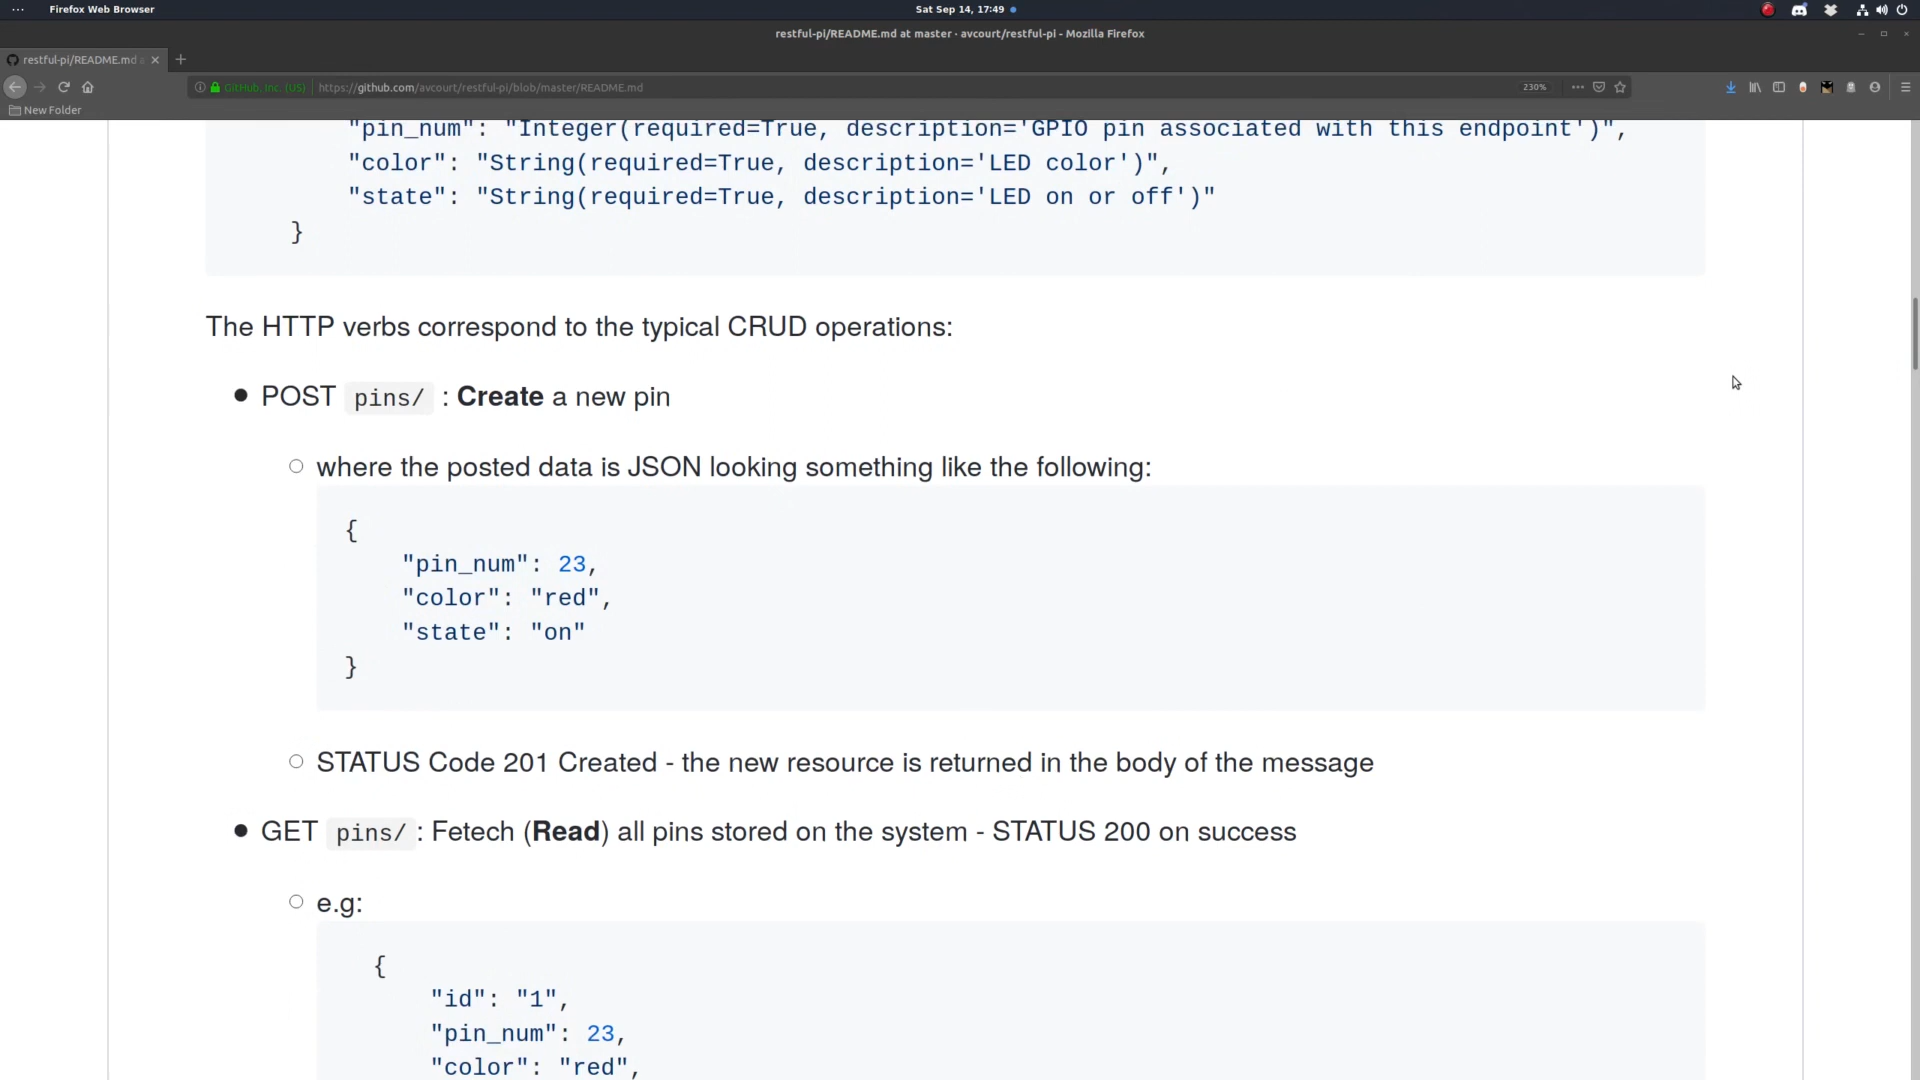 Firefox Web Browser
Sat Sep 14, 17:49
restful-pi/README.md at master · avcourt/restful-pi - Mozilla Firefox
restful-pi/README.md a
GitHub, Inc. (US)
https://github.com/avcourt/restful-pi/blob/master/README.md
230%
New Folder
"pin_num": "Integer(required=True, description='GPIO pin associated with this endpoint')",
"color": "String(required=True, description='LED color')",
"state": "String(required=True, description='LED on or off')"
}
The HTTP verbs correspond to the typical CRUD operations:
POST pins/ : Create a new pin
where the posted data is JSON looking something like the following:
{
"pin_num": 23,
"color": "red",
"state": "on"
}
STATUS Code 201 Created - the new resource is returned in the body of the message
GET pins/ : Fetech (Read) all pins stored on the system - STATUS 200 on success
e.g:
{
"id": "1",
"pin_num": 23,
"color": "red",